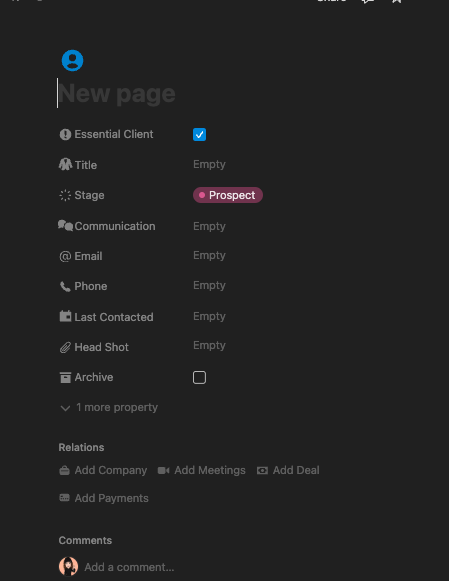 Share
New page
Essential Client
Title Empty
Stage Prospect
Communication Empty
@ Email Empty
Phone Empty
Last Contacted Empty
Head Shot Empty
Archive
1 more property
Relations
Add Company Add Meetings Add Deal
Add Payments
Comments
Add a comment...